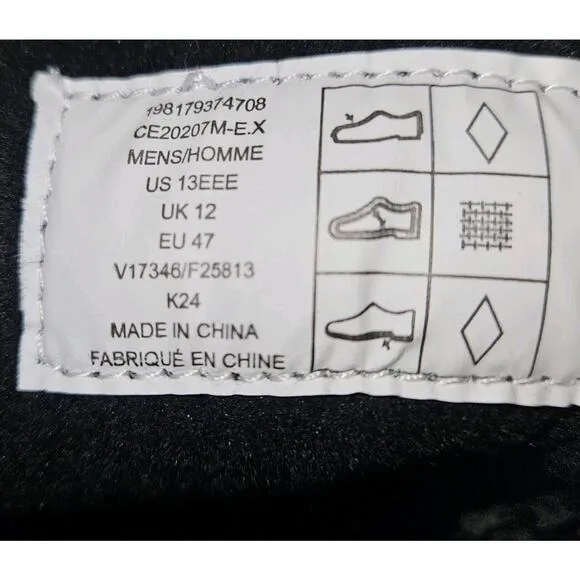 198179374708
CE20207M-E.X
MENS/HOMME
US 13EEE
UK 12
EU 47
V17346/F25813
K24
MADE IN CHINA
FABRIQUÉ EN CHINE